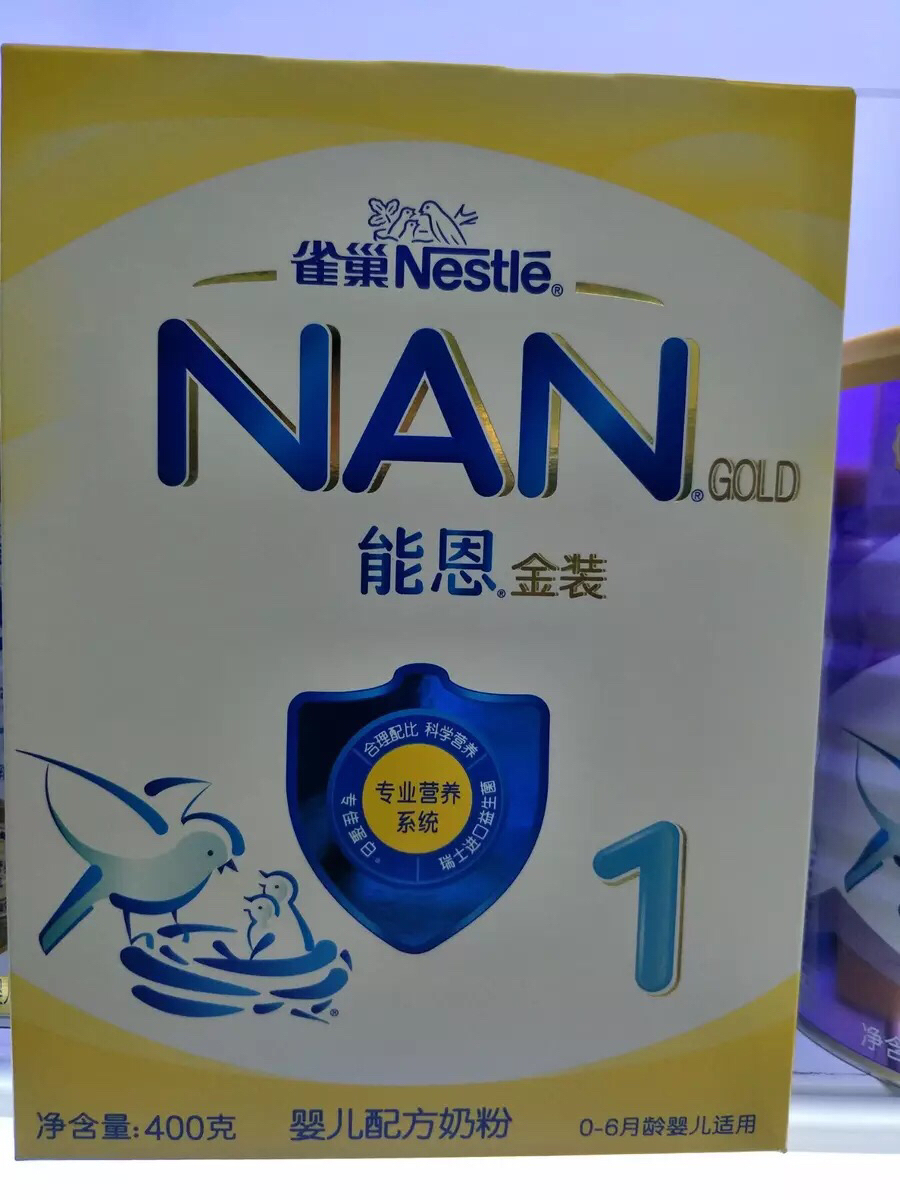 雀巢Nestlé®
NAN®GOLD
能恩®金装
合理配比 科学营养
专业营养
系统
专佳蛋白®
瑞士进口益生菌
1
®
净含量:400克
婴儿配方奶粉
0-6月龄婴儿适用
净含